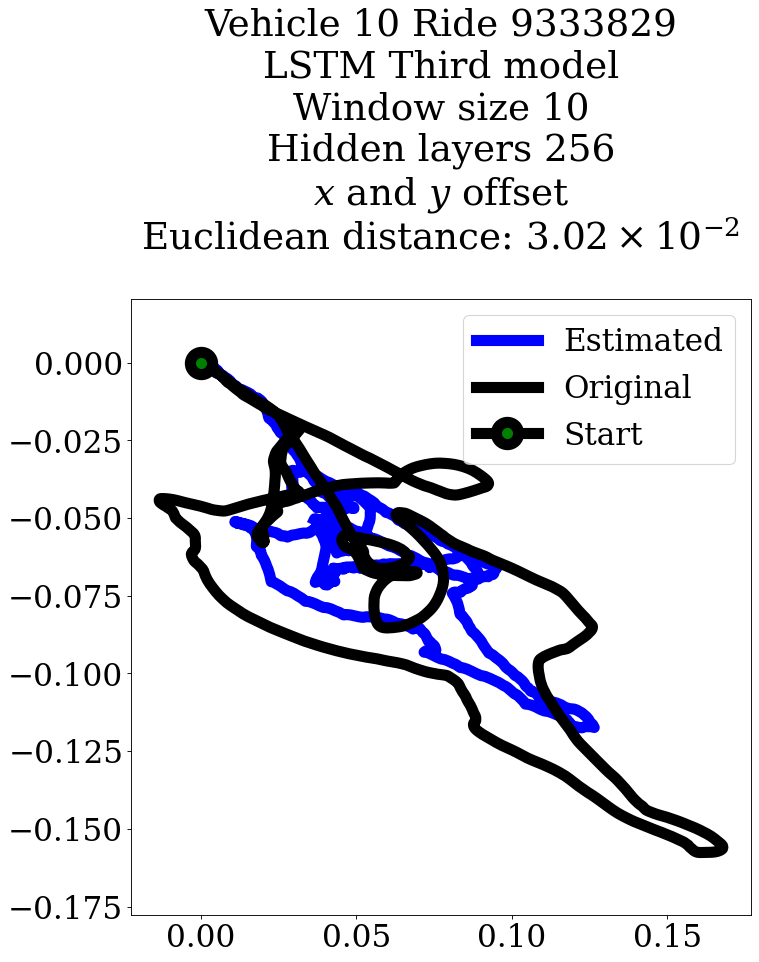 Vehicle 10 Ride 9333829
LSTM Third model
Window size 10
Hidden layers 256
x and y offset
Euclidean distance: 3.02 × 10⁻²
Estimated
Original
Start
0.000
−0.025
−0.050
−0.075
−0.100
−0.125
−0.150
−0.175
0.00 0.05 0.10 0.15